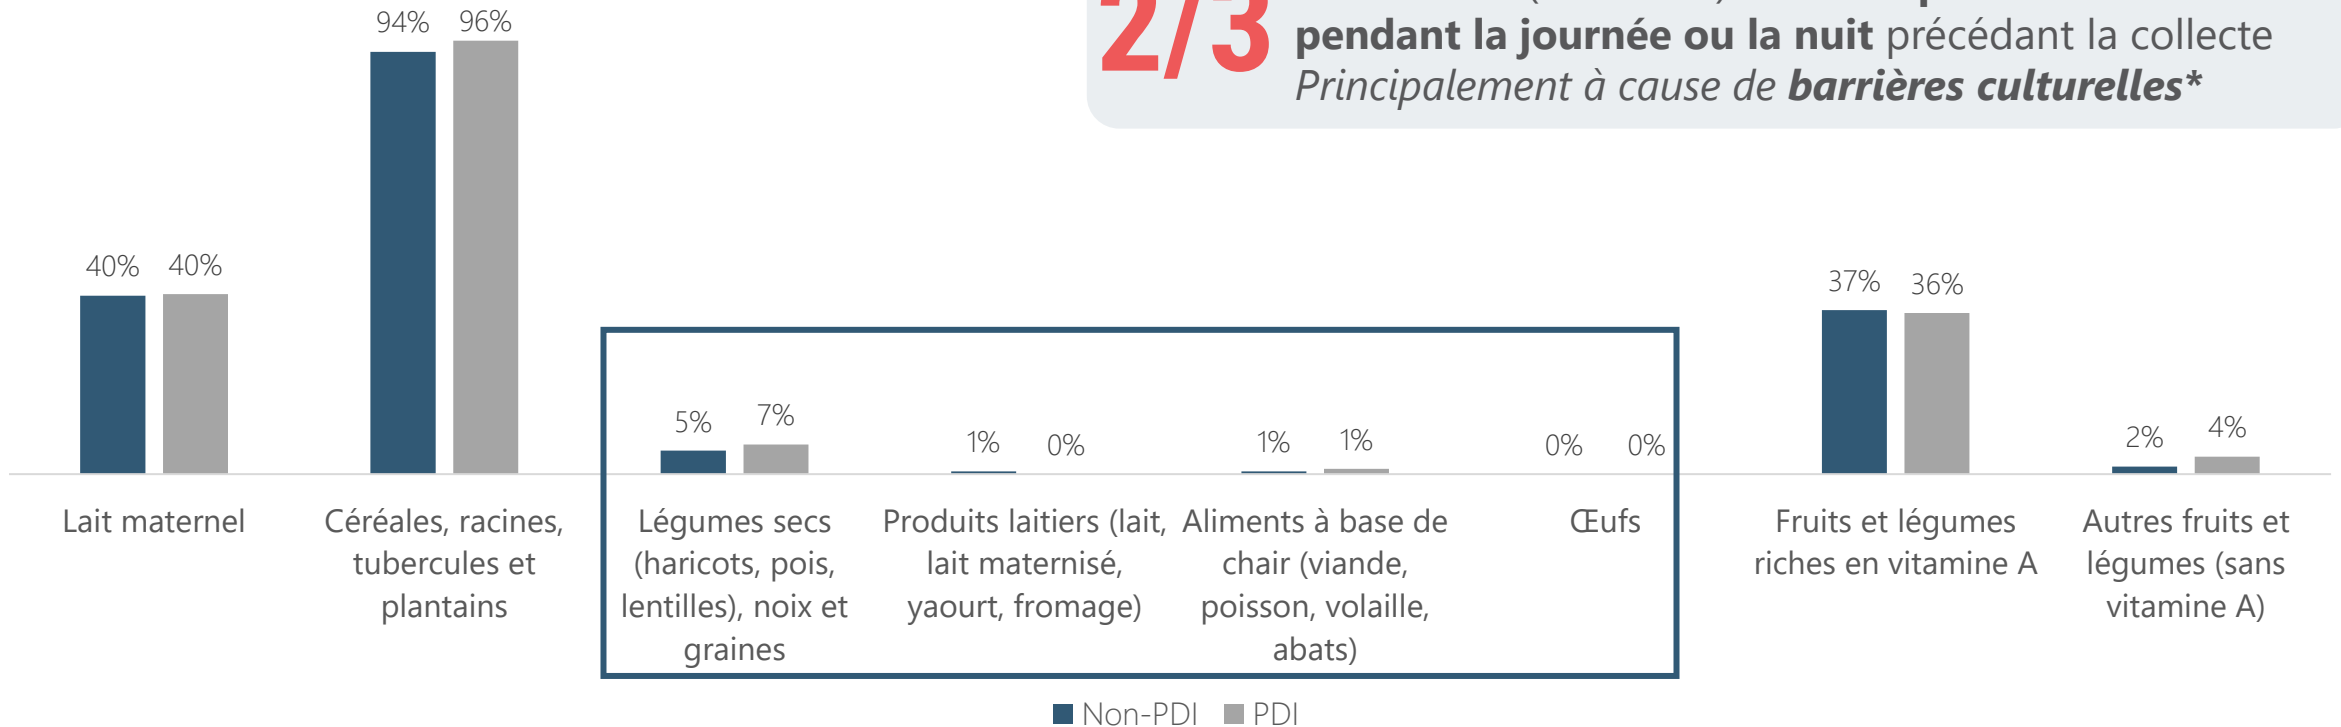 2/3
pendant la journée ou la nuit précédant la collecte
Principalement à cause de barrières culturelles*
94% 96%
40% 40%
5% 7%
1% 0%
1% 1%
0% 0%
37% 36%
2% 4%
Lait maternel
Céréales, racines,
tubercules et
plantains
Légumes secs
(haricots, pois,
lentilles), noix et
graines
Produits laitiers (lait,
lait maternisé,
yaourt, fromage)
Aliments à base de
chair (viande,
poisson, volaille,
abats)
Œufs
Fruits et légumes
riches en vitamine A
Autres fruits et
légumes (sans
vitamine A)
Non-PDI PDI